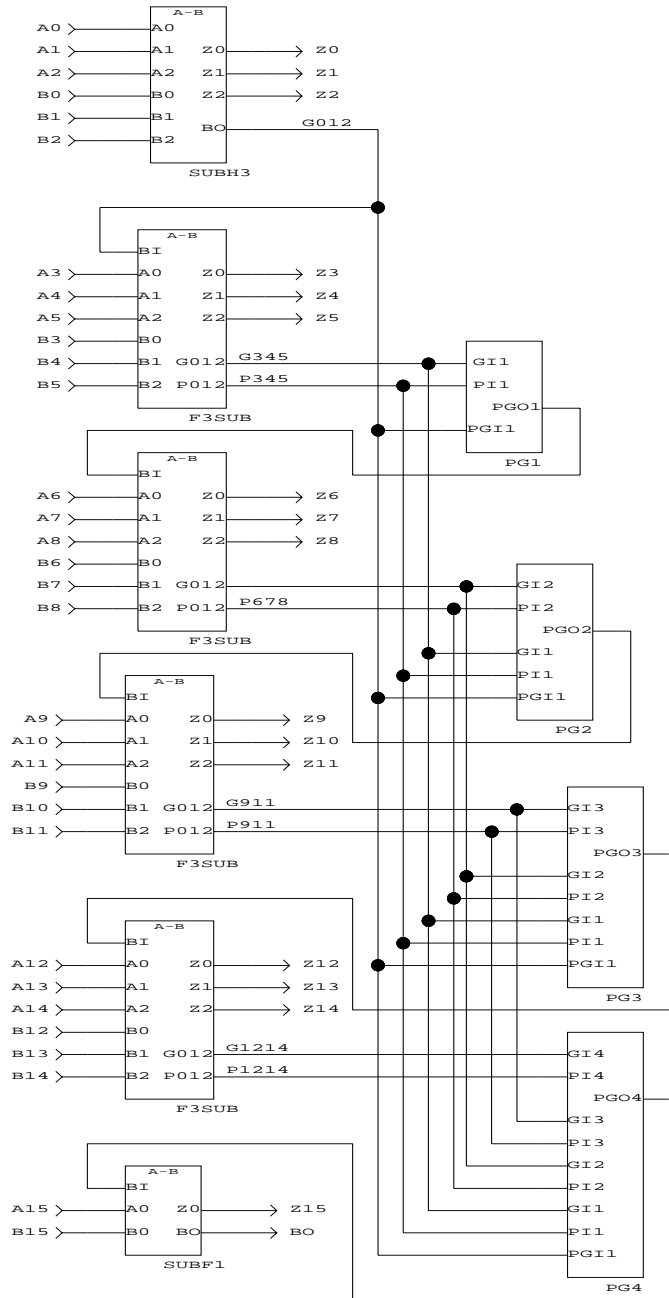 A-B
A0 A0
A1 A1 Z0 Z0
A2 A2 Z1 Z1
B0 B0 Z2 Z2
B1 B1 BO G012
B2 B2
SUBH3
A-B
BI
A3 A0 Z0 Z3
A4 A1 Z1 Z4
A5 A2 Z2 Z5
B3 B0
B4 B1 G012 G345 GI1
B5 B2 P012 P345 PI1
PGO1
F3SUB
PGI1
A-B
PG1
BI
A6 A0 Z0 Z6
A7 A1 Z1 Z7
A8 A2 Z2 Z8
B6 B0
B7 B1 G012 GI2
B8 B2 P012 P678 PI2
PGO2
F3SUB
GI1
A-B
PI1
BI PGI1
A9 A0 Z0 Z9
PG2
A10 A1 Z1 Z10
A11 A2 Z2 Z11
B9 B0
B10 B1 G012 G911 GI3
B11 B2 P012 P911 PI3
PGO3
F3SUB
GI2
PI2
A-B
GI1
BI PI1
A12 A0 Z0 Z12 PGI1
A13 A1 Z1 Z13
PG3
A14 A2 Z2 Z14
B12 B0
B13 B1 G012 G1214 GI4
B14 B2 P012 P1214 PI4
PGO4
F3SUB
GI3
PI3
A-B GI2
BI PI2
A15 A0 Z0 Z15 GI1
B15 B0 BO BO PI1
PGI1
SUBF1
PG4